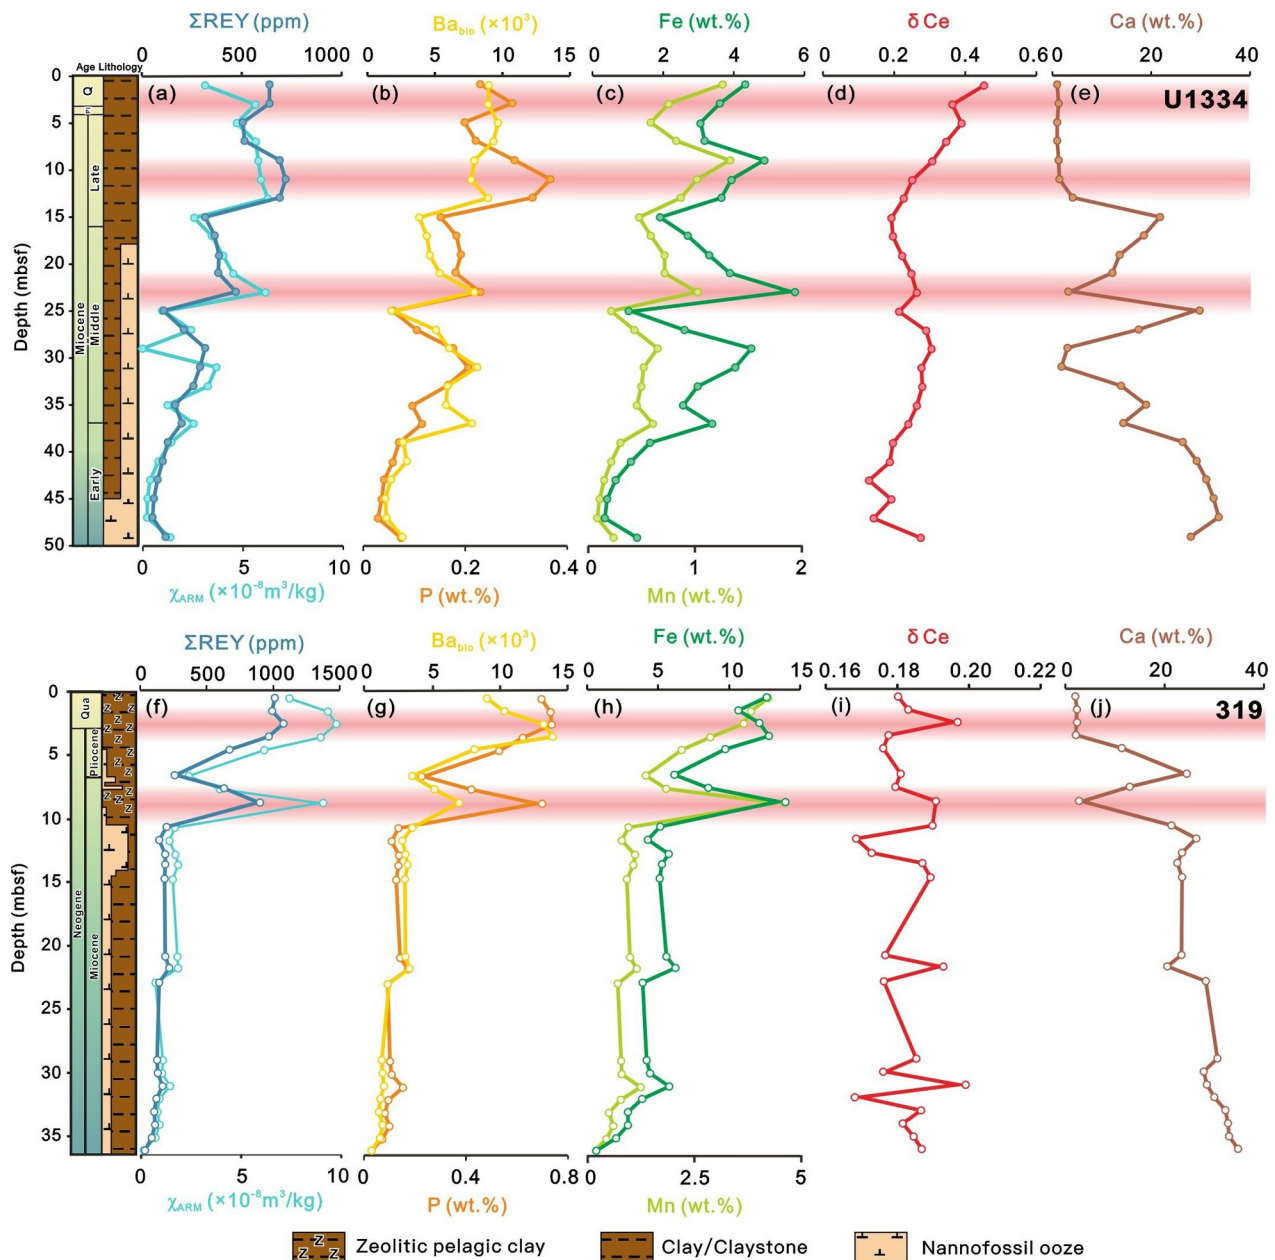 ΣREY (ppm) Ba_bio (×10³) Fe (wt.%) δ Ce Ca (wt.%)
0 500 1000 0 5 10 15 0 2 4 6 0 0.2 0.4 0.6 0 20 40
Age Lithology
(a) (b) (c) (d) (e) U1334
Depth (mbsf)
0
5
10
15
20
25
30
35
40
45
50
Q
Pl
Late
Middle
Early
Miocene
0 5 10 0 0.2 0.4 0 1 2
χ_ARM (×10⁻⁸m³/kg) P (wt.%) Mn (wt.%)
ΣREY (ppm) Ba_bio (×10³) Fe (wt.%) δ Ce Ca (wt.%)
0 500 1000 1500 0 5 10 15 0 5 10 15 0.16 0.18 0.20 0.22 0 20 40
(f) (g) (h) (i) (j) 319
Depth (mbsf)
0
5
10
15
20
25
30
35
Qua
Pliocene
Miocene
Neogene
Z Z Z
0 5 10 0 0.4 0.8 0 2.5 5
χ_ARM (×10⁻⁸m³/kg) P (wt.%) Mn (wt.%)
Z Z Z Zeolitic pelagic clay Clay/Claystone Nannofossil ooze